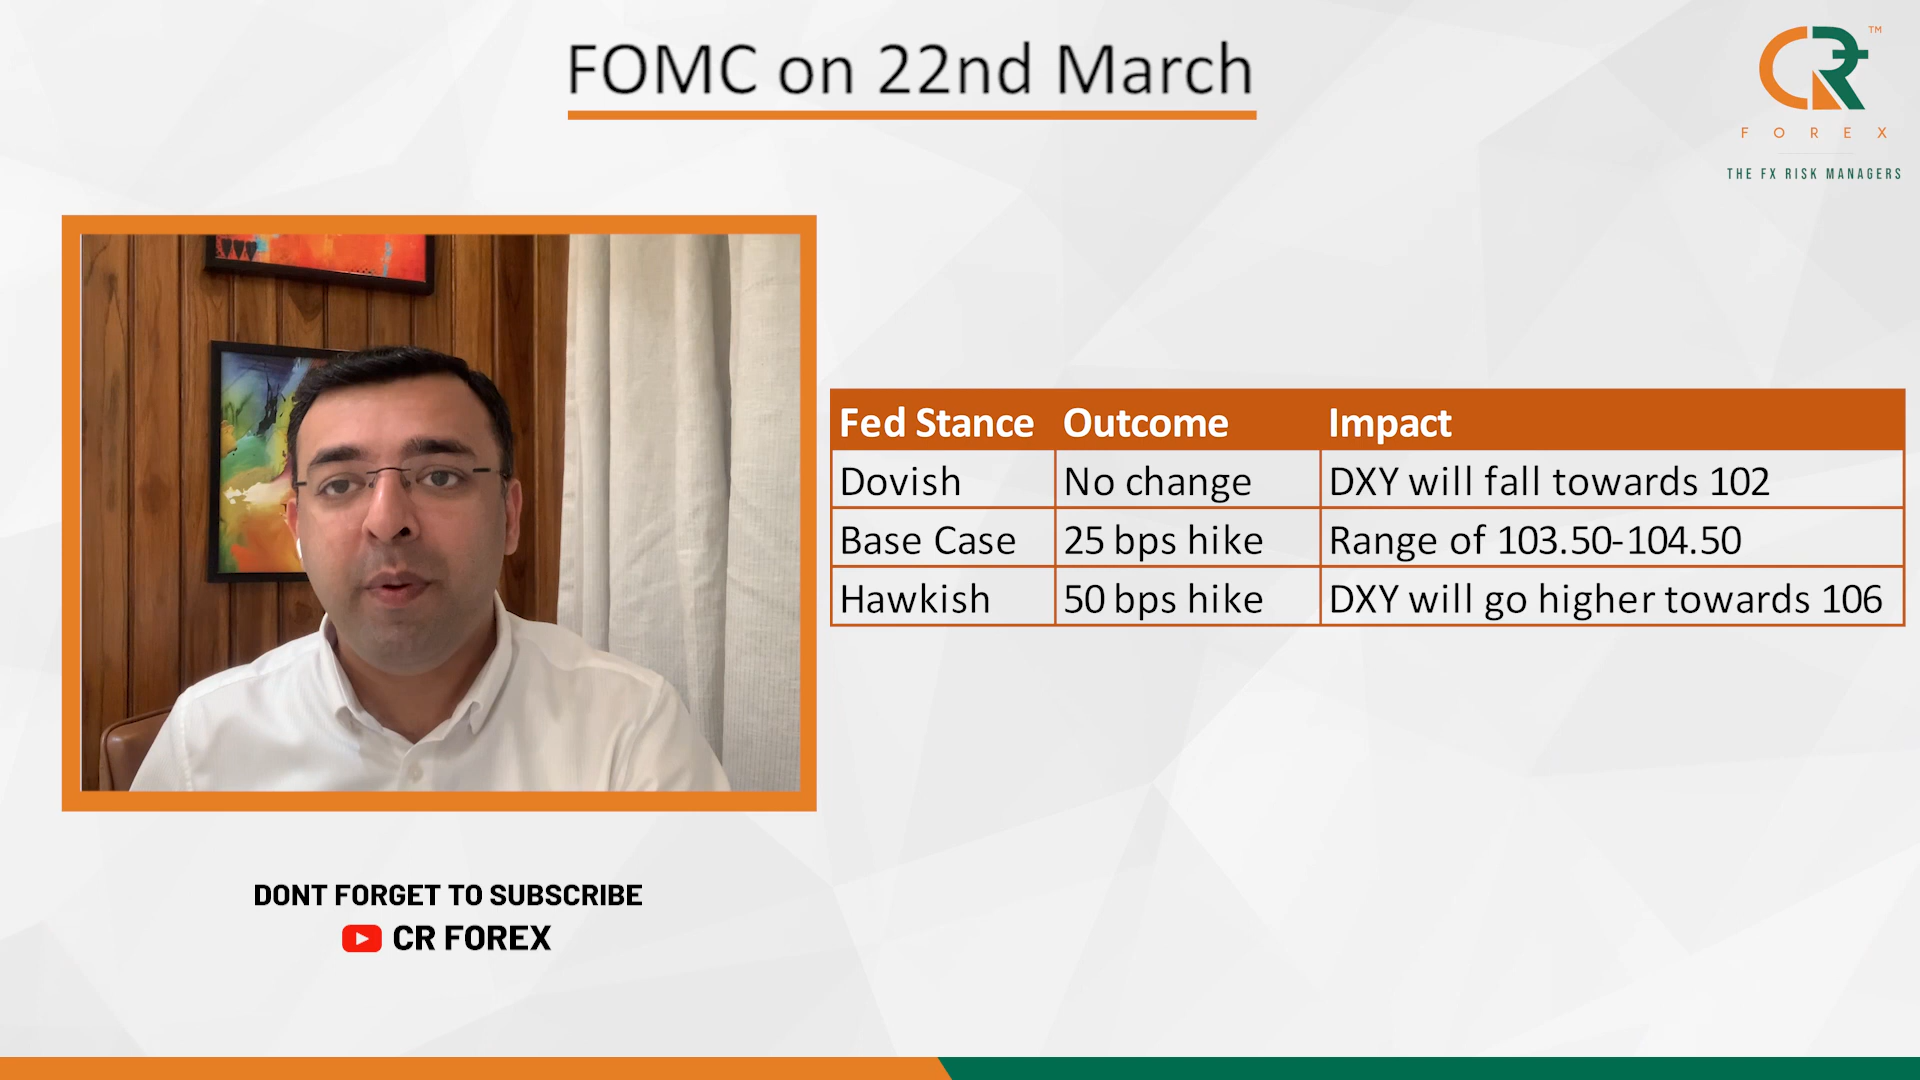 FOMC on 22nd March
CR TM
FOREX
THE FX RISK MANAGERS
Fed Stance Outcome Impact
Dovish No change DXY will fall towards 102
Base Case 25 bps hike Range of 103.50-104.50
Hawkish 50 bps hike DXY will go higher towards 106
DONT FORGET TO SUBSCRIBE
CR FOREX